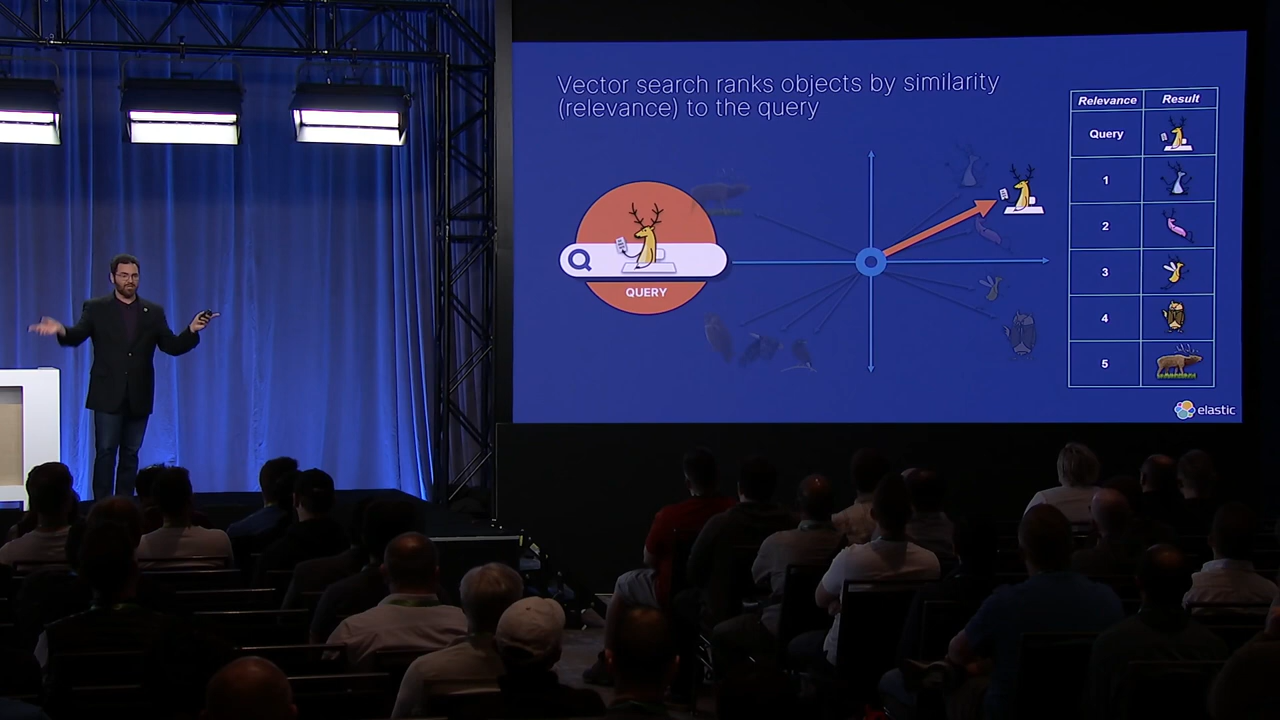 Vector search ranks objects by similarity
(relevance) to the query
QUERY
Relevance Result
Query
1
2
3
4
5
elastic